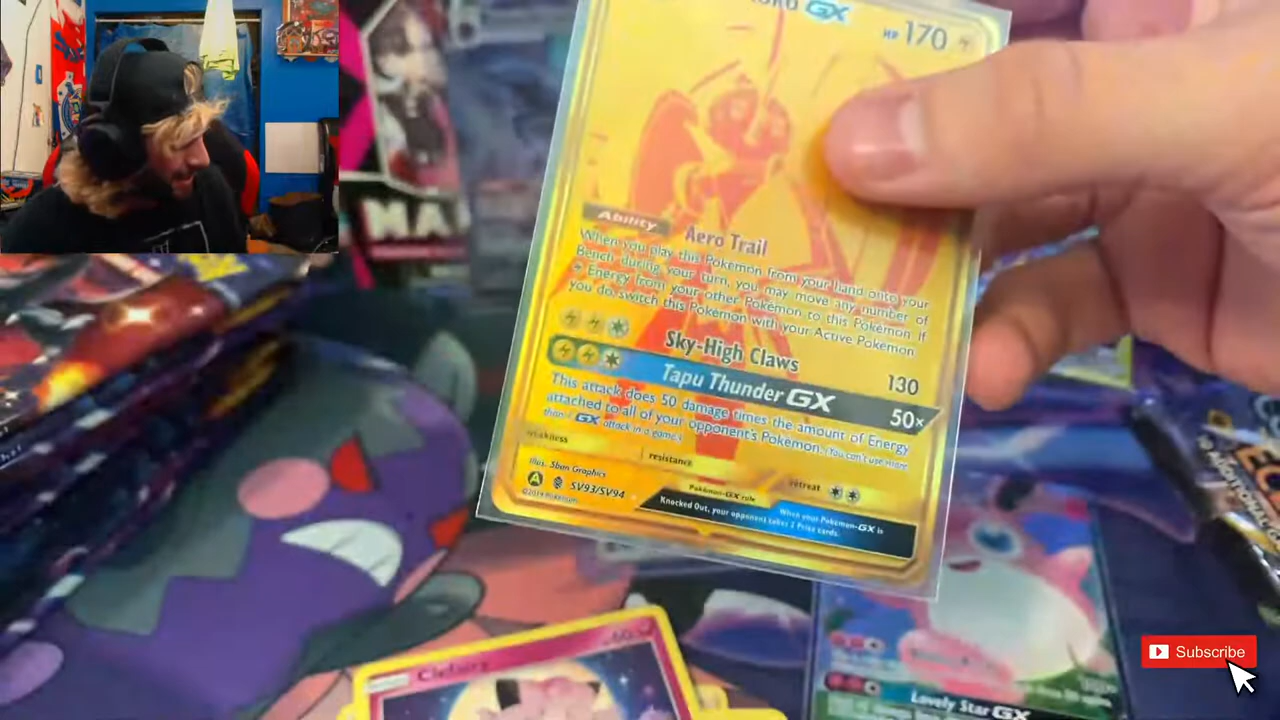 GX
HP 170
Ability Aero Trail
When you play this Pokémon from your hand onto your
Bench during your turn, you may move any number of
Energy from your other Pokémon to this Pokémon. If
you do, switch this Pokémon with your Active Pokémon.
Sky-High Claws 130
Tapu Thunder GX 50×
This attack does 50 damage times the amount of Energy
attached to all of your opponent's Pokémon. (You can't use more
than 1 GX attack in a game.)
weakness
resistance
retreat
Illus. 5ban Graphics
A SV93/SV94
©2019 Pokémon
Pokémon-GX rule
When your Pokémon-GX is
Knocked Out, your opponent takes 2 Prize cards.
MA
Clefairy
60
Lovely Star GX
Subscribe